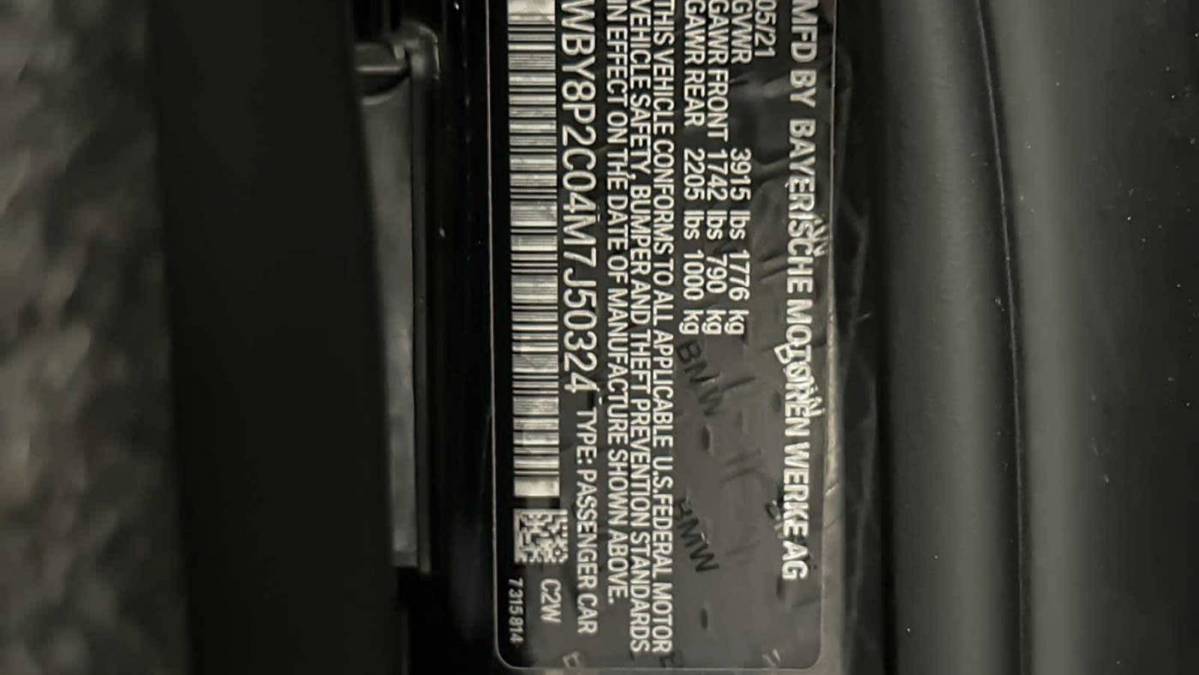 MFD BY BAYERISCHE MOTOREN WERKE AG
05/21
GVWR 3915 lbs 1776 kg
GAWR FRONT 1742 lbs 790 kg
GAWR REAR 2205 lbs 1000 kg
THIS VEHICLE CONFORMS TO ALL APPLICABLE U.S.FEDERAL MOTOR
VEHICLE SAFETY, BUMPER AND THEFT PREVENTION STANDARDS
IN EFFECT ON THE DATE OF MANUFACTURE SHOWN ABOVE.
WBY8P2C04M7J50324 TYPE: PASSENGER CAR
C2W
7315814
BMW
BMW